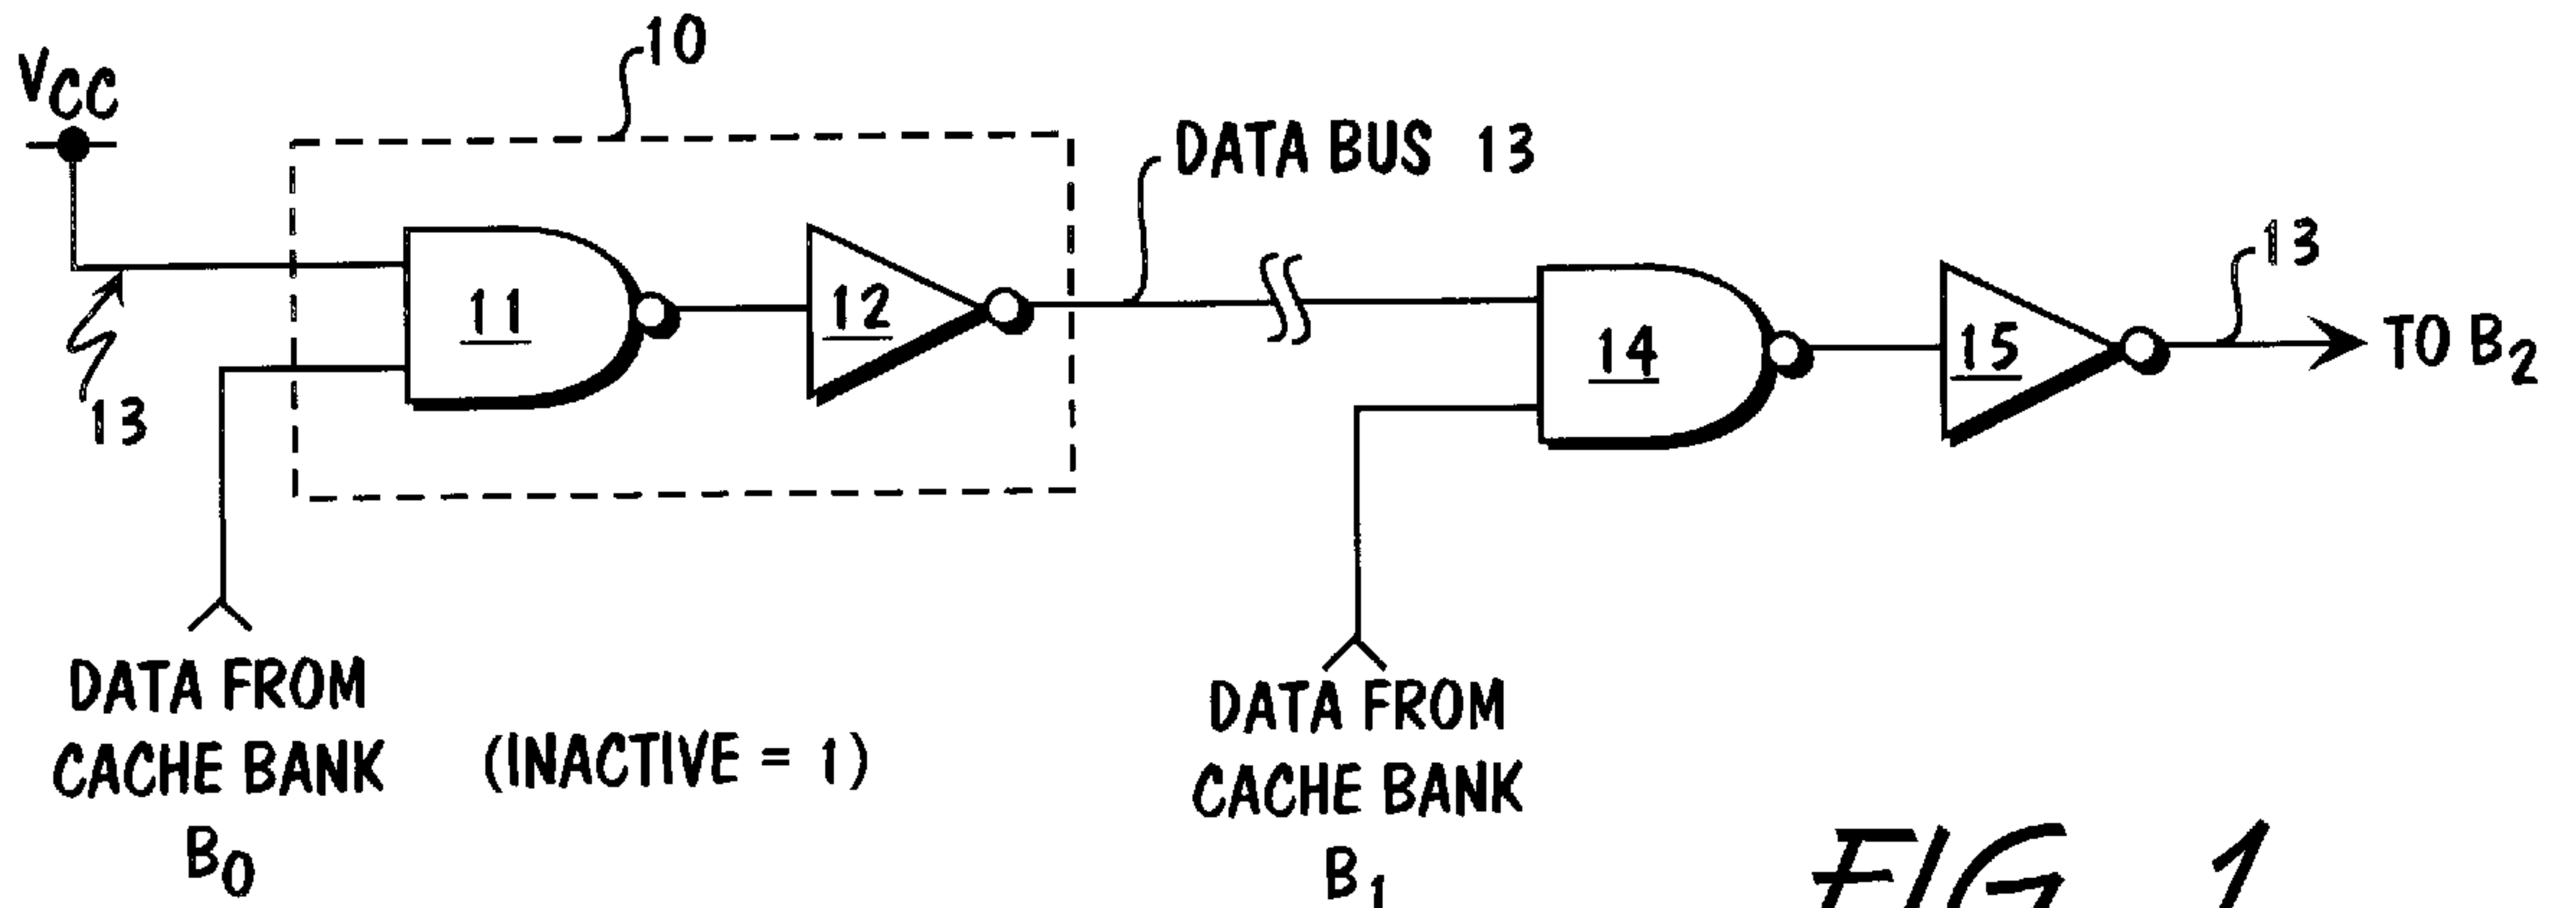 VCC
10
DATA BUS 13
13
11
12
14
15
TO B2
13
DATA FROM
CACHE BANK
B0
(INACTIVE = 1)
DATA FROM
CACHE BANK
B1
FIG. 1